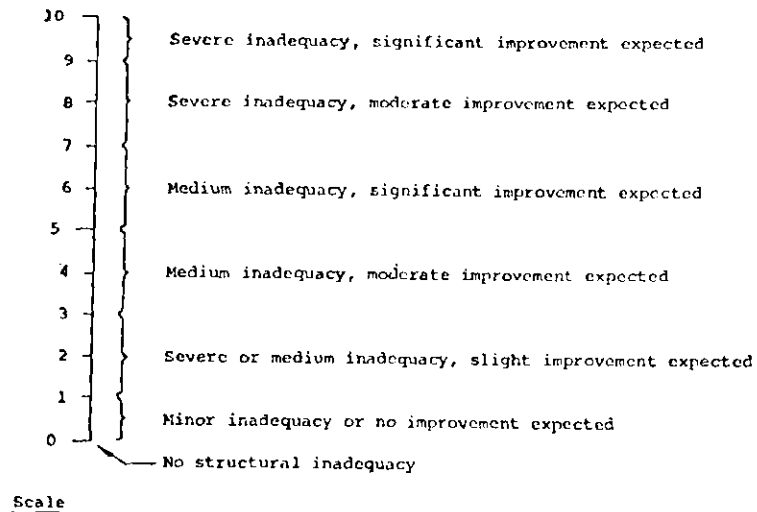 10
Severe inadequacy, significant improvement expected
9
8 Severe inadequacy, moderate improvement expected
7
6 Medium inadequacy, significant improvement expected
5
4 Medium inadequacy, moderate improvement expected
3
2 Severe or medium inadequacy, slight improvement expected
1
Minor inadequacy or no improvement expected
0
No structural inadequacy
Scale